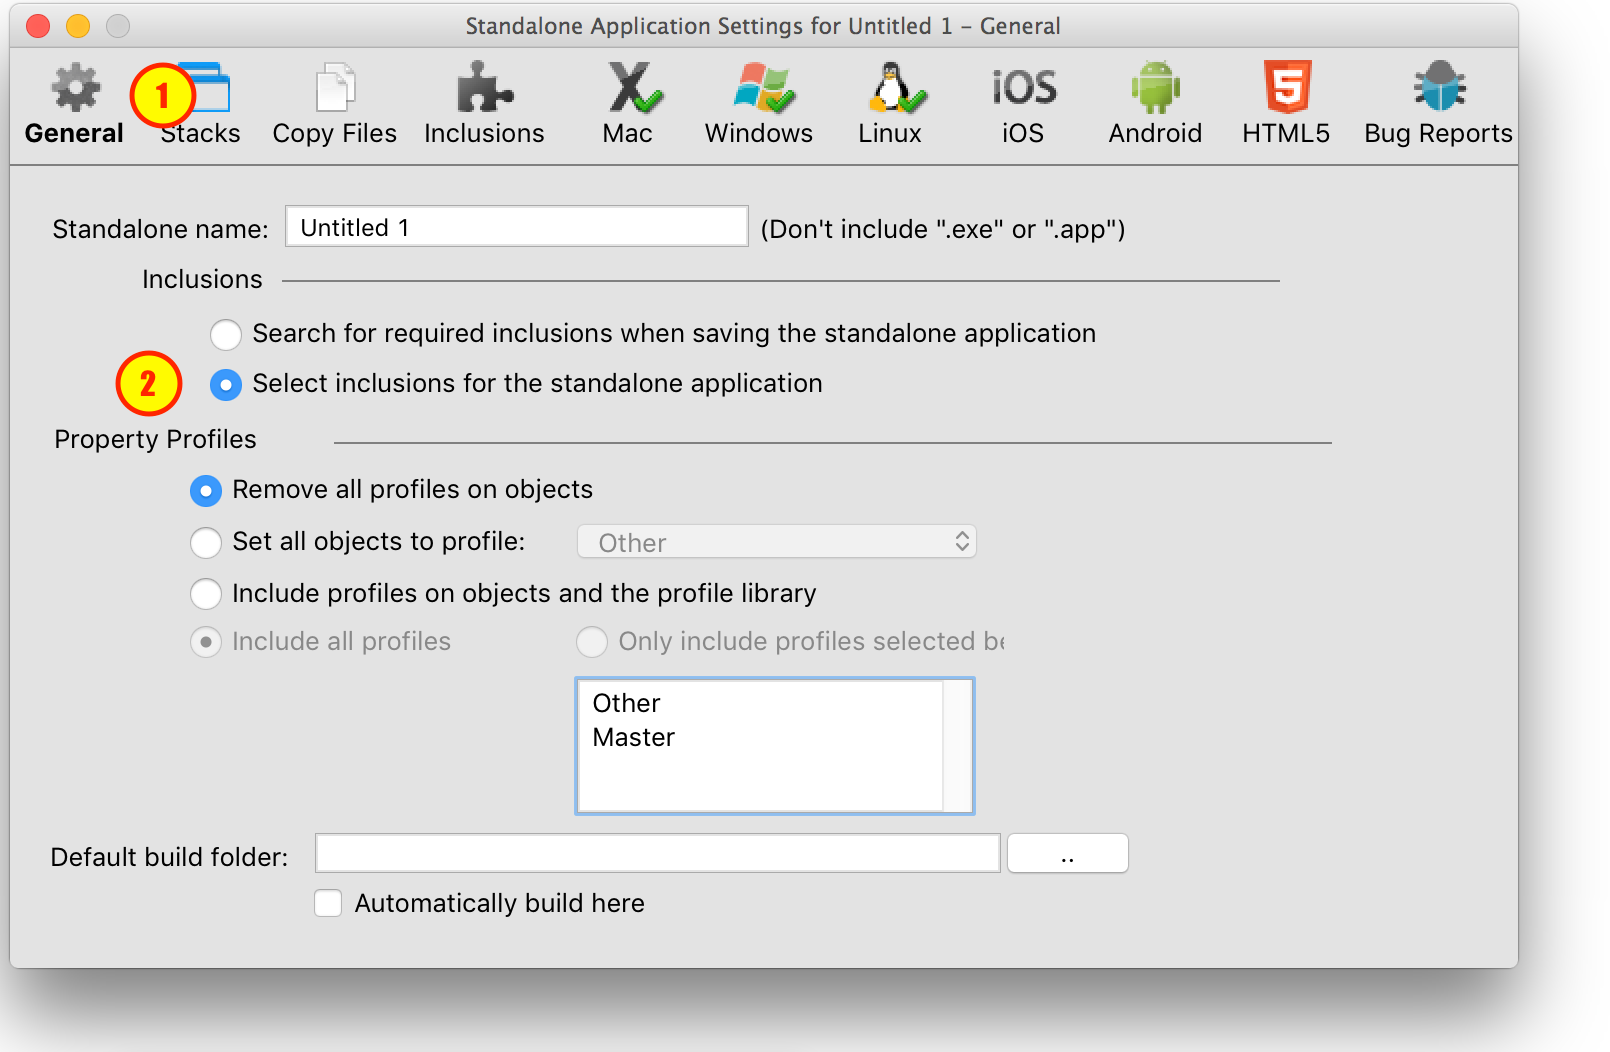 Standalone Application Settings for Untitled 1 – General
1
iOS
5
General Stacks Copy Files Inclusions Mac Windows Linux iOS Android HTML5 Bug Reports
Standalone name: Untitled 1 (Don't include ".exe" or ".app")
Inclusions
Search for required inclusions when saving the standalone application
2 Select inclusions for the standalone application
Property Profiles
Remove all profiles on objects
Set all objects to profile: Other
Include profiles on objects and the profile library
Include all profiles Only include profiles selected be
Other
Master
Default build folder: ..
Automatically build here